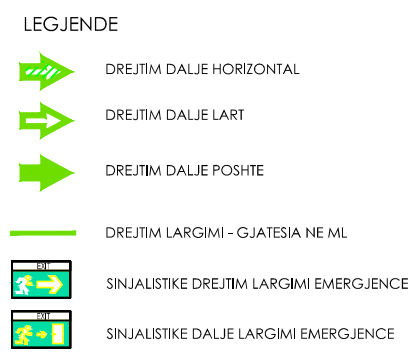 LEGJENDE
DREJTIM DALJE HORIZONTAL
DREJTIM DALJE LART
DREJTIM DALJE POSHTE
DREJTIM LARGIMI - GJATESIA NE ML
EXIT
SINJALISTIKE DREJTIM LARGIMI EMERGJENCE
EXIT
SINJALISTIKE DALJE LARGIMI EMERGJENCE